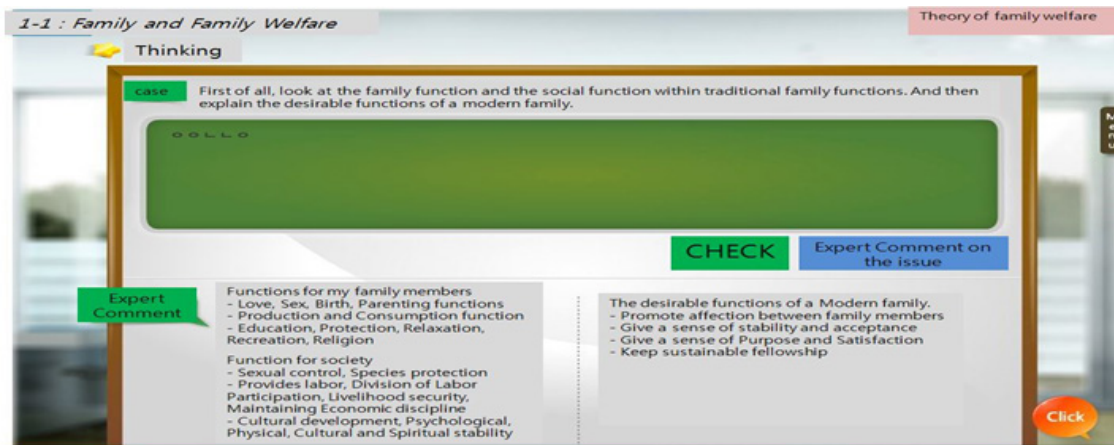 1-1 : Family and Family Welfare
Theory of family welfare
Thinking
case
First of all, look at the family function and the social function within traditional family functions. And then
explain the desirable functions of a modern family.
ㅇㅇㄴㄴㅇ
CHECK
Expert Comment on
the issue
Expert
Comment
Functions for my family members
- Love, Sex, Birth, Parenting functions
- Production and Consumption function
- Education, Protection, Relaxation,
Recreation, Religion
Function for society
- Sexual control, Species protection
- Provides labor, Division of Labor
Participation, Livelihood security,
Maintaining Economic discipline
- Cultural development, Psychological,
Physical, Cultural and Spiritual stability
The desirable functions of a Modern family.
- Promote affection between family members
- Give a sense of stability and acceptance
- Give a sense of Purpose and Satisfaction
- Keep sustainable fellowship
Click